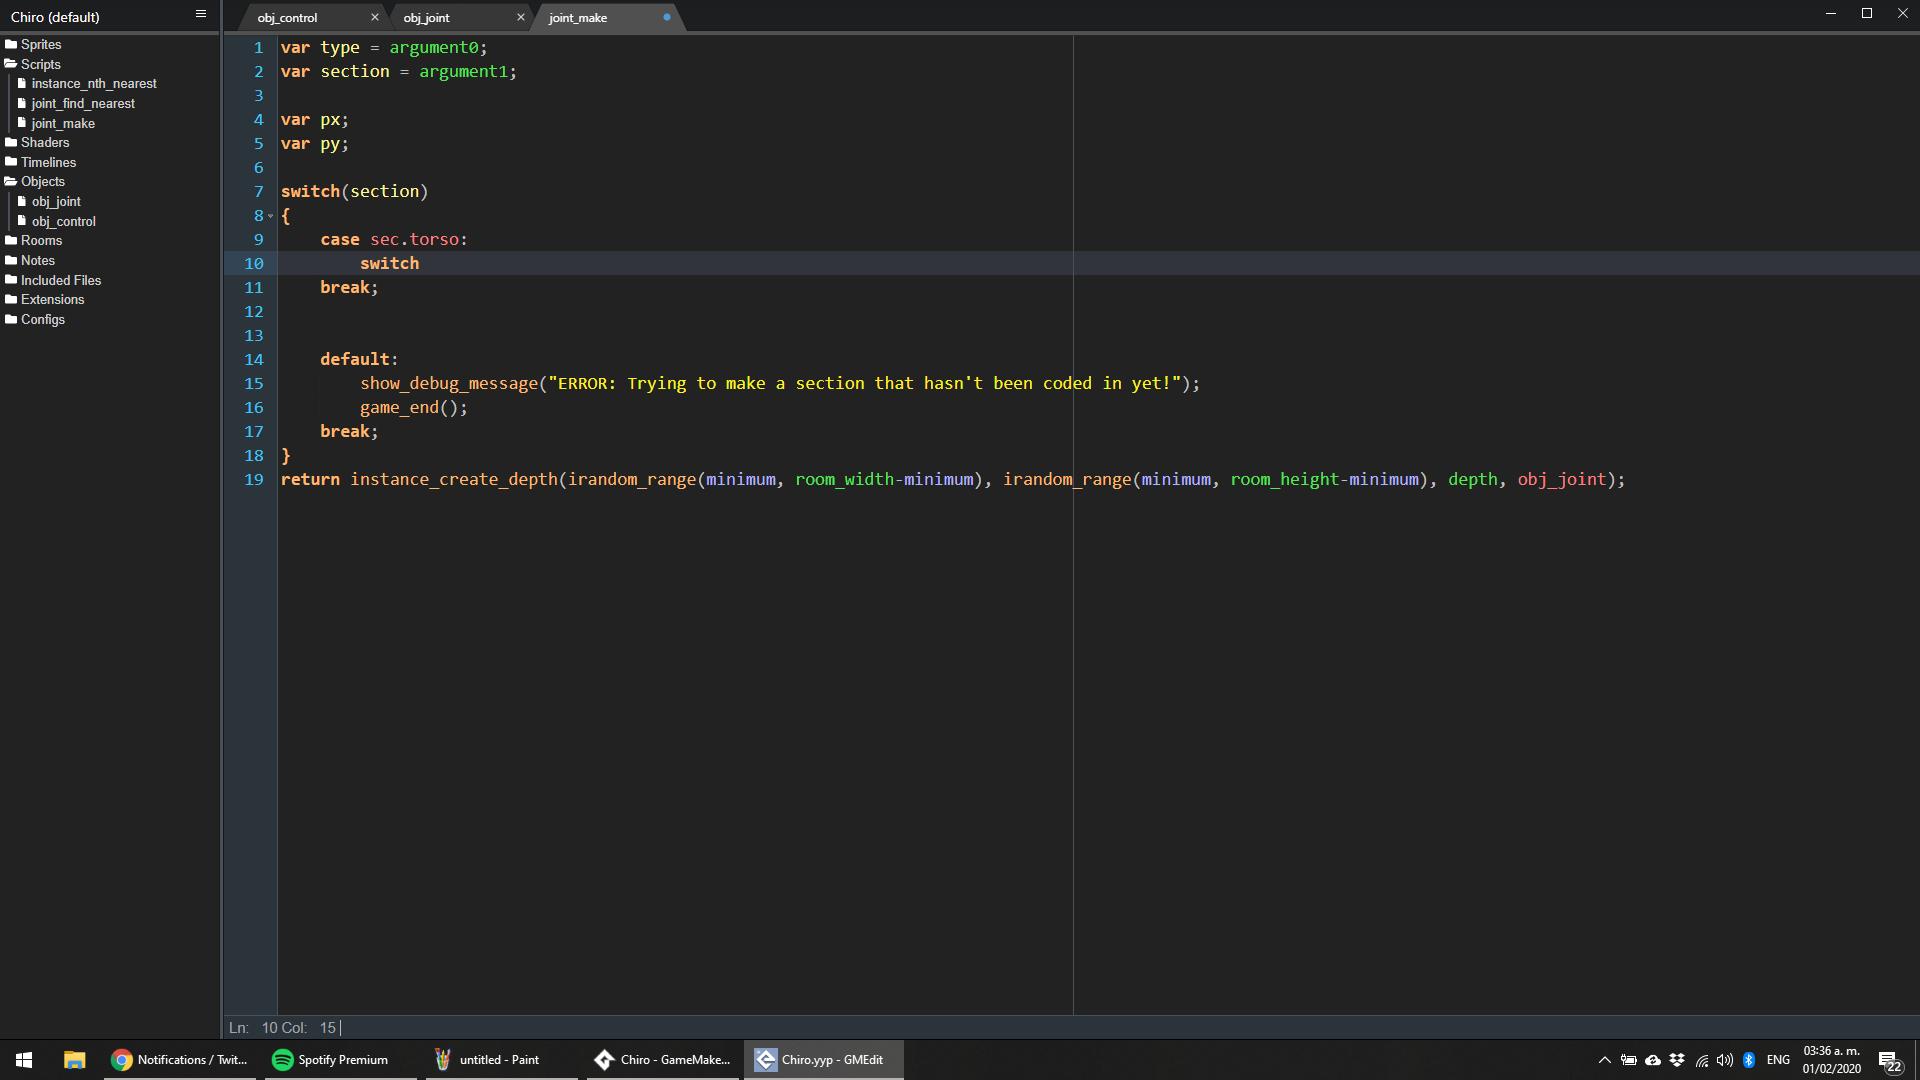 Chiro (default)
obj_control
obj_joint
joint_make
Sprites
Scripts
instance_nth_nearest
joint_find_nearest
joint_make
Shaders
Timelines
Objects
obj_joint
obj_control
Rooms
Notes
Included Files
Extensions
Configs
1 var type = argument0;
2 var section = argument1;
3
4 var px;
5 var py;
6
7 switch(section)
8 {
9 case sec.torso:
10 switch
11 break;
12
13
14 default:
15 show_debug_message("ERROR: Trying to make a section that hasn't been coded in yet!");
16 game_end();
17 break;
18 }
19 return instance_create_depth(irandom_range(minimum, room_width-minimum), irandom_range(minimum, room_height-minimum), depth, obj_joint);
Ln: 10 Col: 15
Notifications / Twit...
Spotify Premium
untitled - Paint
Chiro - GameMake...
Chiro.yyp - GMEdit
ENG
03:36 a. m.
01/02/2020
22